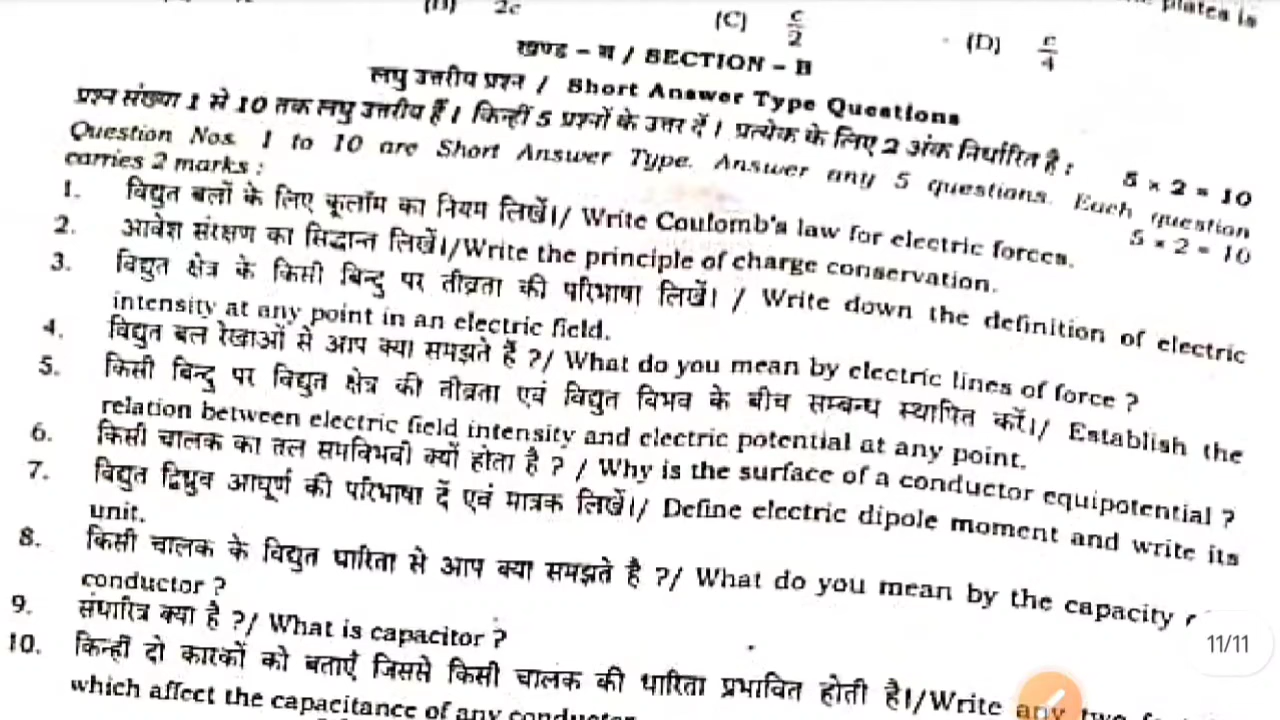 plates is
(B) 2c (C) c/2 (D) c/4
खण्ड – ब / SECTION – B
लघु उत्तरीय प्रश्न / Short Answer Type Questions
प्रश्न संख्या 1 से 10 तक लघु उत्तरीय हैं। किन्हीं 5 प्रश्नों के उत्तर दें। प्रत्येक के लिए 2 अंक निर्धारित है : 5 × 2 = 10
Question Nos. 1 to 10 are Short Answer Type. Answer any 5 questions. Each question
carries 2 marks : 5 × 2 = 10
1. विद्युत बलों के लिए कूलॉम का नियम लिखें।/ Write Coulomb's law for electric forces.
2. आवेश संरक्षण का सिद्धान्त लिखें।/Write the principle of charge conservation.
3. विद्युत क्षेत्र के किसी बिन्दु पर तीव्रता की परिभाषा लिखें। / Write down the definition of electric
intensity at any point in an electric field.
4. विद्युत बल रेखाओं से आप क्या समझते हैं ?/ What do you mean by electric lines of force ?
5. किसी बिन्दु पर विद्युत क्षेत्र की तीव्रता एवं विद्युत विभव के बीच सम्बन्ध स्थापित करें।/ Establish the
relation between electric field intensity and electric potential at any point.
6. किसी चालक का तल समविभवी क्यों होता है ? / Why is the surface of a conductor equipotential ?
7. विद्युत द्विध्रुव आघूर्ण की परिभाषा दें एवं मात्रक लिखें।/ Define electric dipole moment and write its
unit.
8. किसी चालक के विद्युत धारिता से आप क्या समझते है ?/ What do you mean by the capacity
conductor ?
9. संधारित्र क्या है ?/ What is capacitor ?
10. किन्हीं दो कारकों को बताएँ जिससे किसी चालक की धारिता प्रभावित होती है।/Write any two
which affect the capacitance of any conductor
11/11